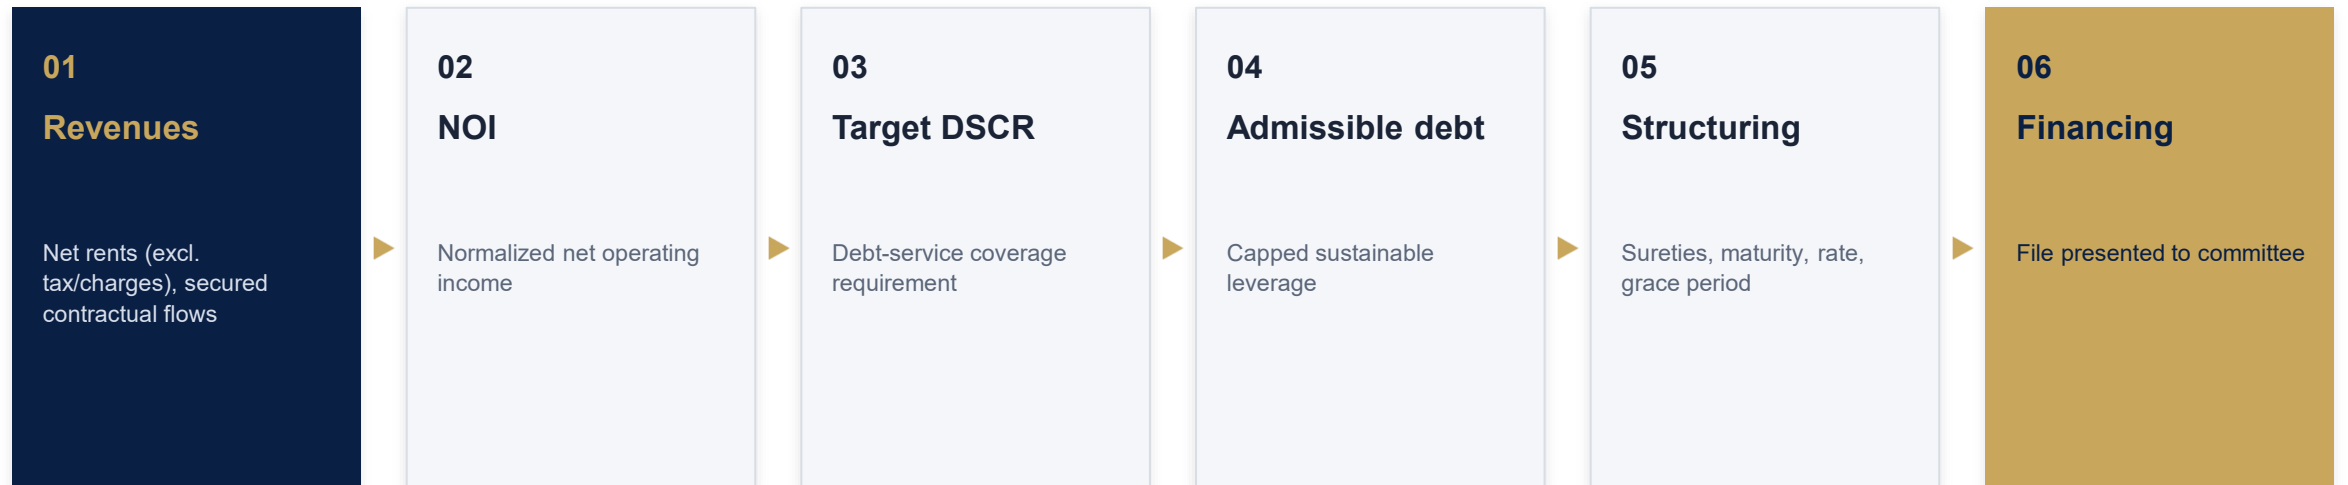 01
Revenues
Net rents (excl.
tax/charges), secured
contractual flows
02
NOI
Normalized net operating
income
03
Target DSCR
Debt-service coverage
requirement
04
Admissible debt
Capped sustainable
leverage
05
Structuring
Sureties, maturity, rate,
grace period
06
Financing
File presented to committee